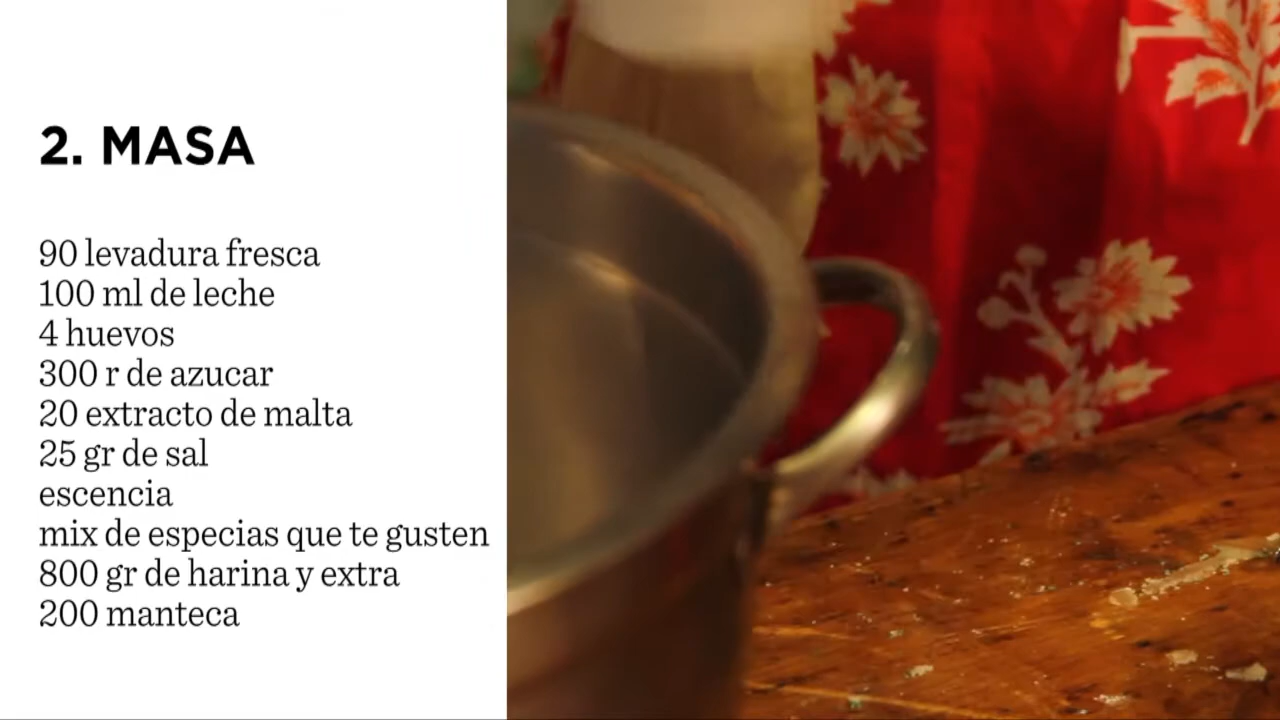 2. MASA
90 levadura fresca
100 ml de leche
4 huevos
300 r de azucar
20 extracto de malta
25 gr de sal
escencia
mix de especias que te gusten
800 gr de harina y extra
200 manteca